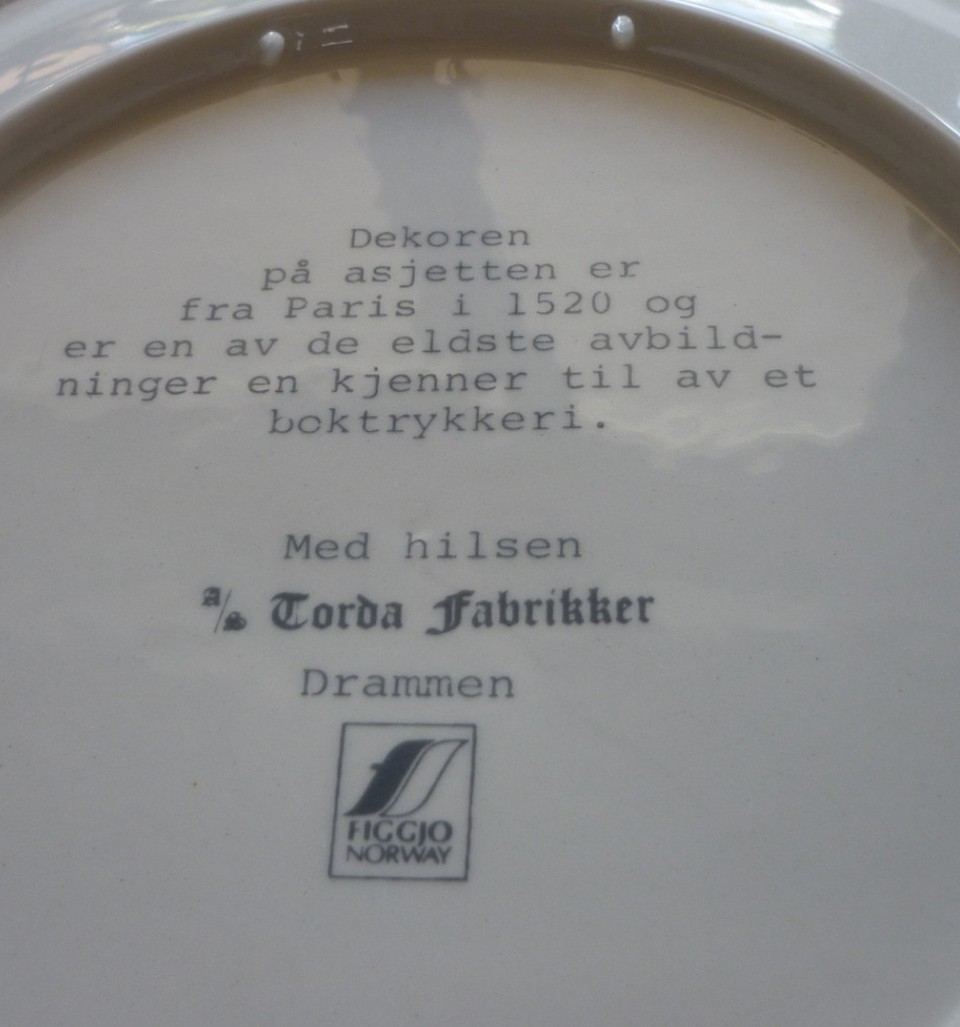 Dekoren
på asjetten er
fra Paris i 1520 og
er en av de eldste avbild-
ninger en kjenner til av et
boktrykkeri.
Med hilsen
a/s Torda Fabrikker
Drammen
FIGGJO
NORWAY